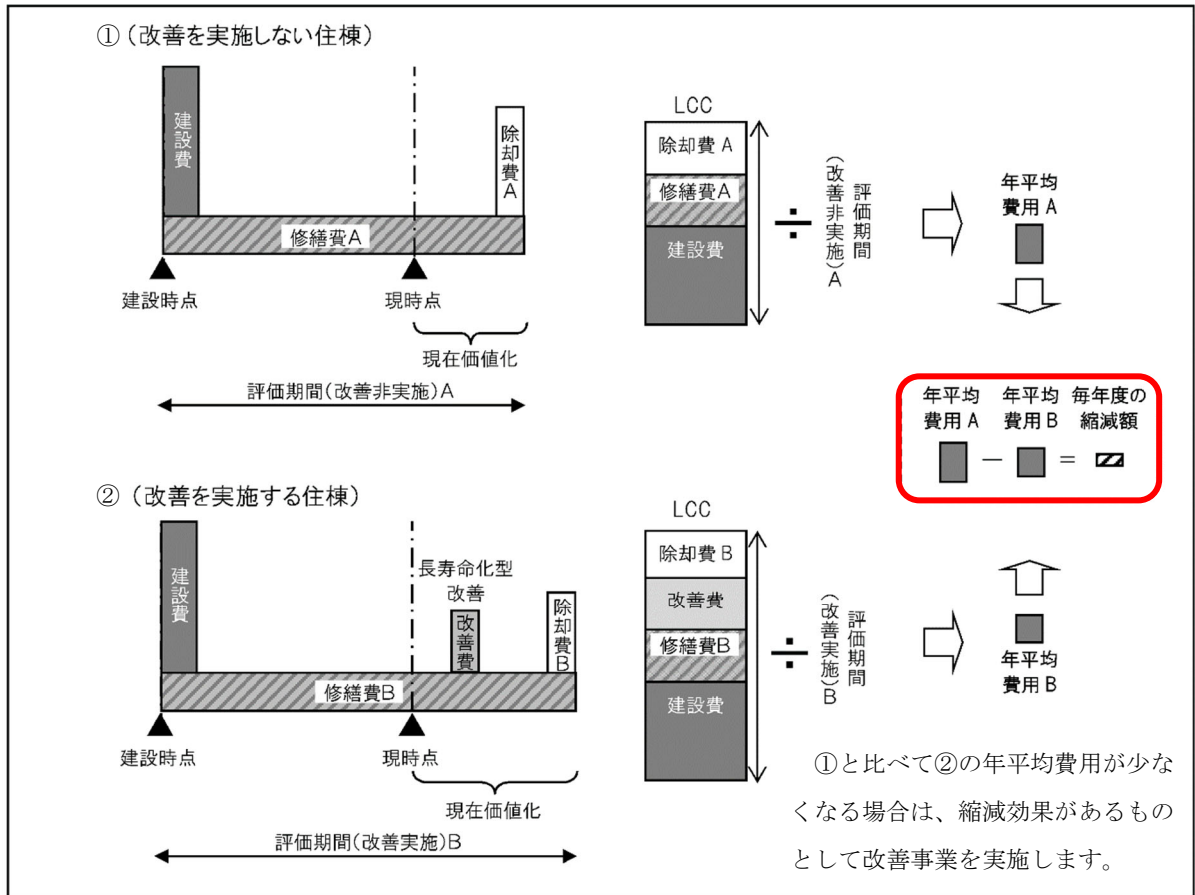 ①（改善を実施しない住棟）
建設費
除却費A
修繕費A
建設時点
現時点
現在価値化
評価期間（改善非実施）A
LCC
除却費 A
修繕費A
建設費
÷
評価期間
（改善非実施）A
年平均
費用 A
年平均 年平均 毎年度の
費用 A 費用 B 縮減額
－ ＝
②（改善を実施する住棟）
建設費
長寿命化型
改善
改善費
除却費B
修繕費B
建設時点
現時点
現在価値化
評価期間（改善実施）B
LCC
除却費 B
改善費
修繕費B
建設費
÷
評価期間
（改善実施）B
年平均
費用 B
①と比べて②の年平均費用が少な
くなる場合は、縮減効果があるもの
として改善事業を実施します。